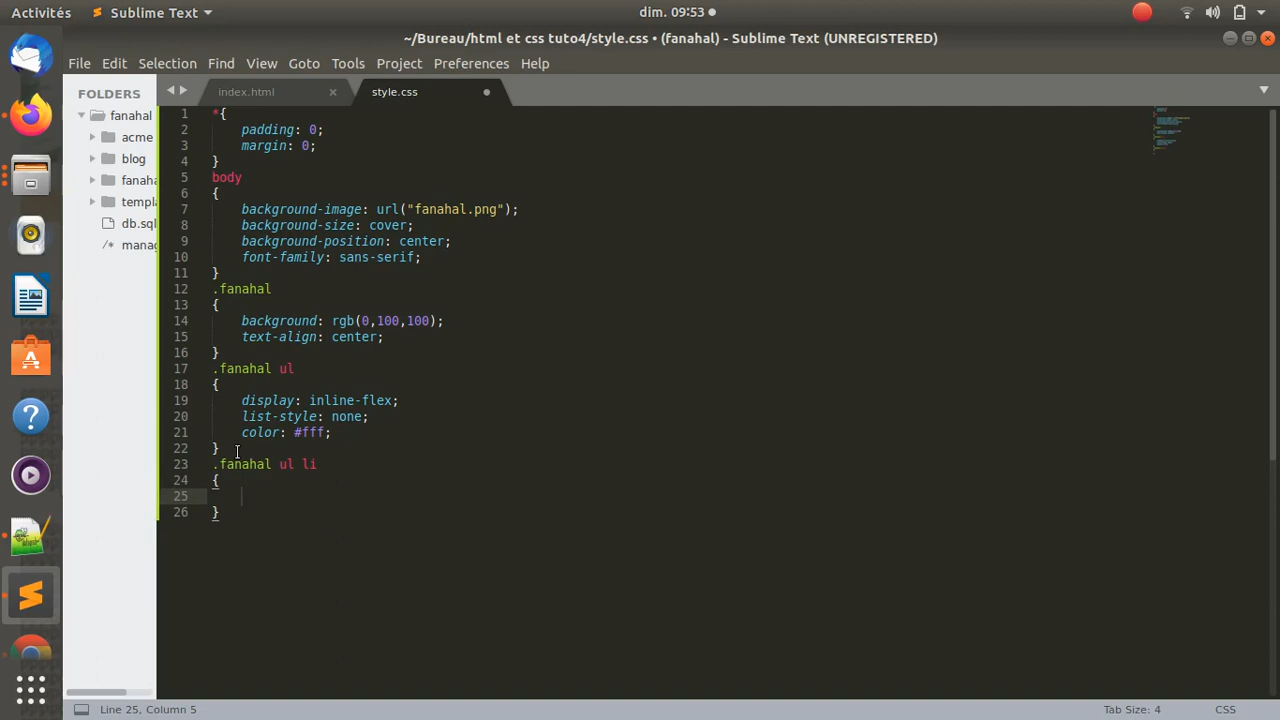 Activités
Sublime Text
dim. 09:53
~/Bureau/html et css tuto4/style.css • (fanahal) - Sublime Text (UNREGISTERED)
File Edit Selection Find View Goto Tools Project Preferences Help
FOLDERS
fanahal
acme
blog
fanaha
templa
db.sql
manag
index.html
style.css
1 *{
2 padding: 0;
3 margin: 0;
4 }
5 body
6 {
7 background-image: url("fanahal.png");
8 background-size: cover;
9 background-position: center;
10 font-family: sans-serif;
11 }
12 .fanahal
13 {
14 background: rgb(0,100,100);
15 text-align: center;
16 }
17 .fanahal ul
18 {
19 display: inline-flex;
20 list-style: none;
21 color: #fff;
22 }
23 .fanahal ul li
24 {
25
26 }
Line 25, Column 5
Tab Size: 4
CSS